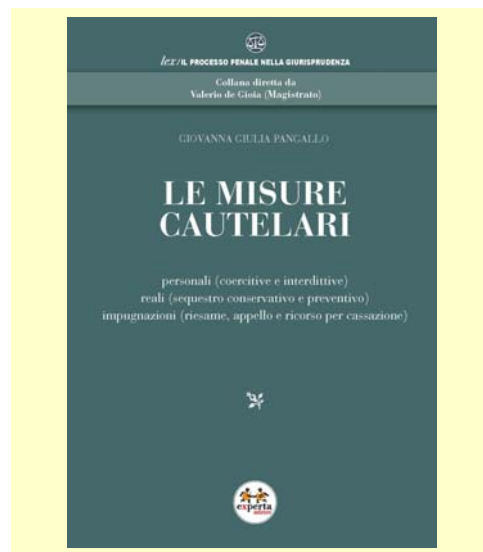 lex/IL PROCESSO PENALE NELLA GIURISPRUDENZA
Collana diretta da
Valerio de Gioia (Magistrato)
GIOVANNA GIULIA PANGALLO
LE MISURE
CAUTELARI
personali (coercitive e interdittive)
reali (sequestro conservativo e preventivo)
impugnazioni (riesame, appello e ricorso per cassazione)
experta